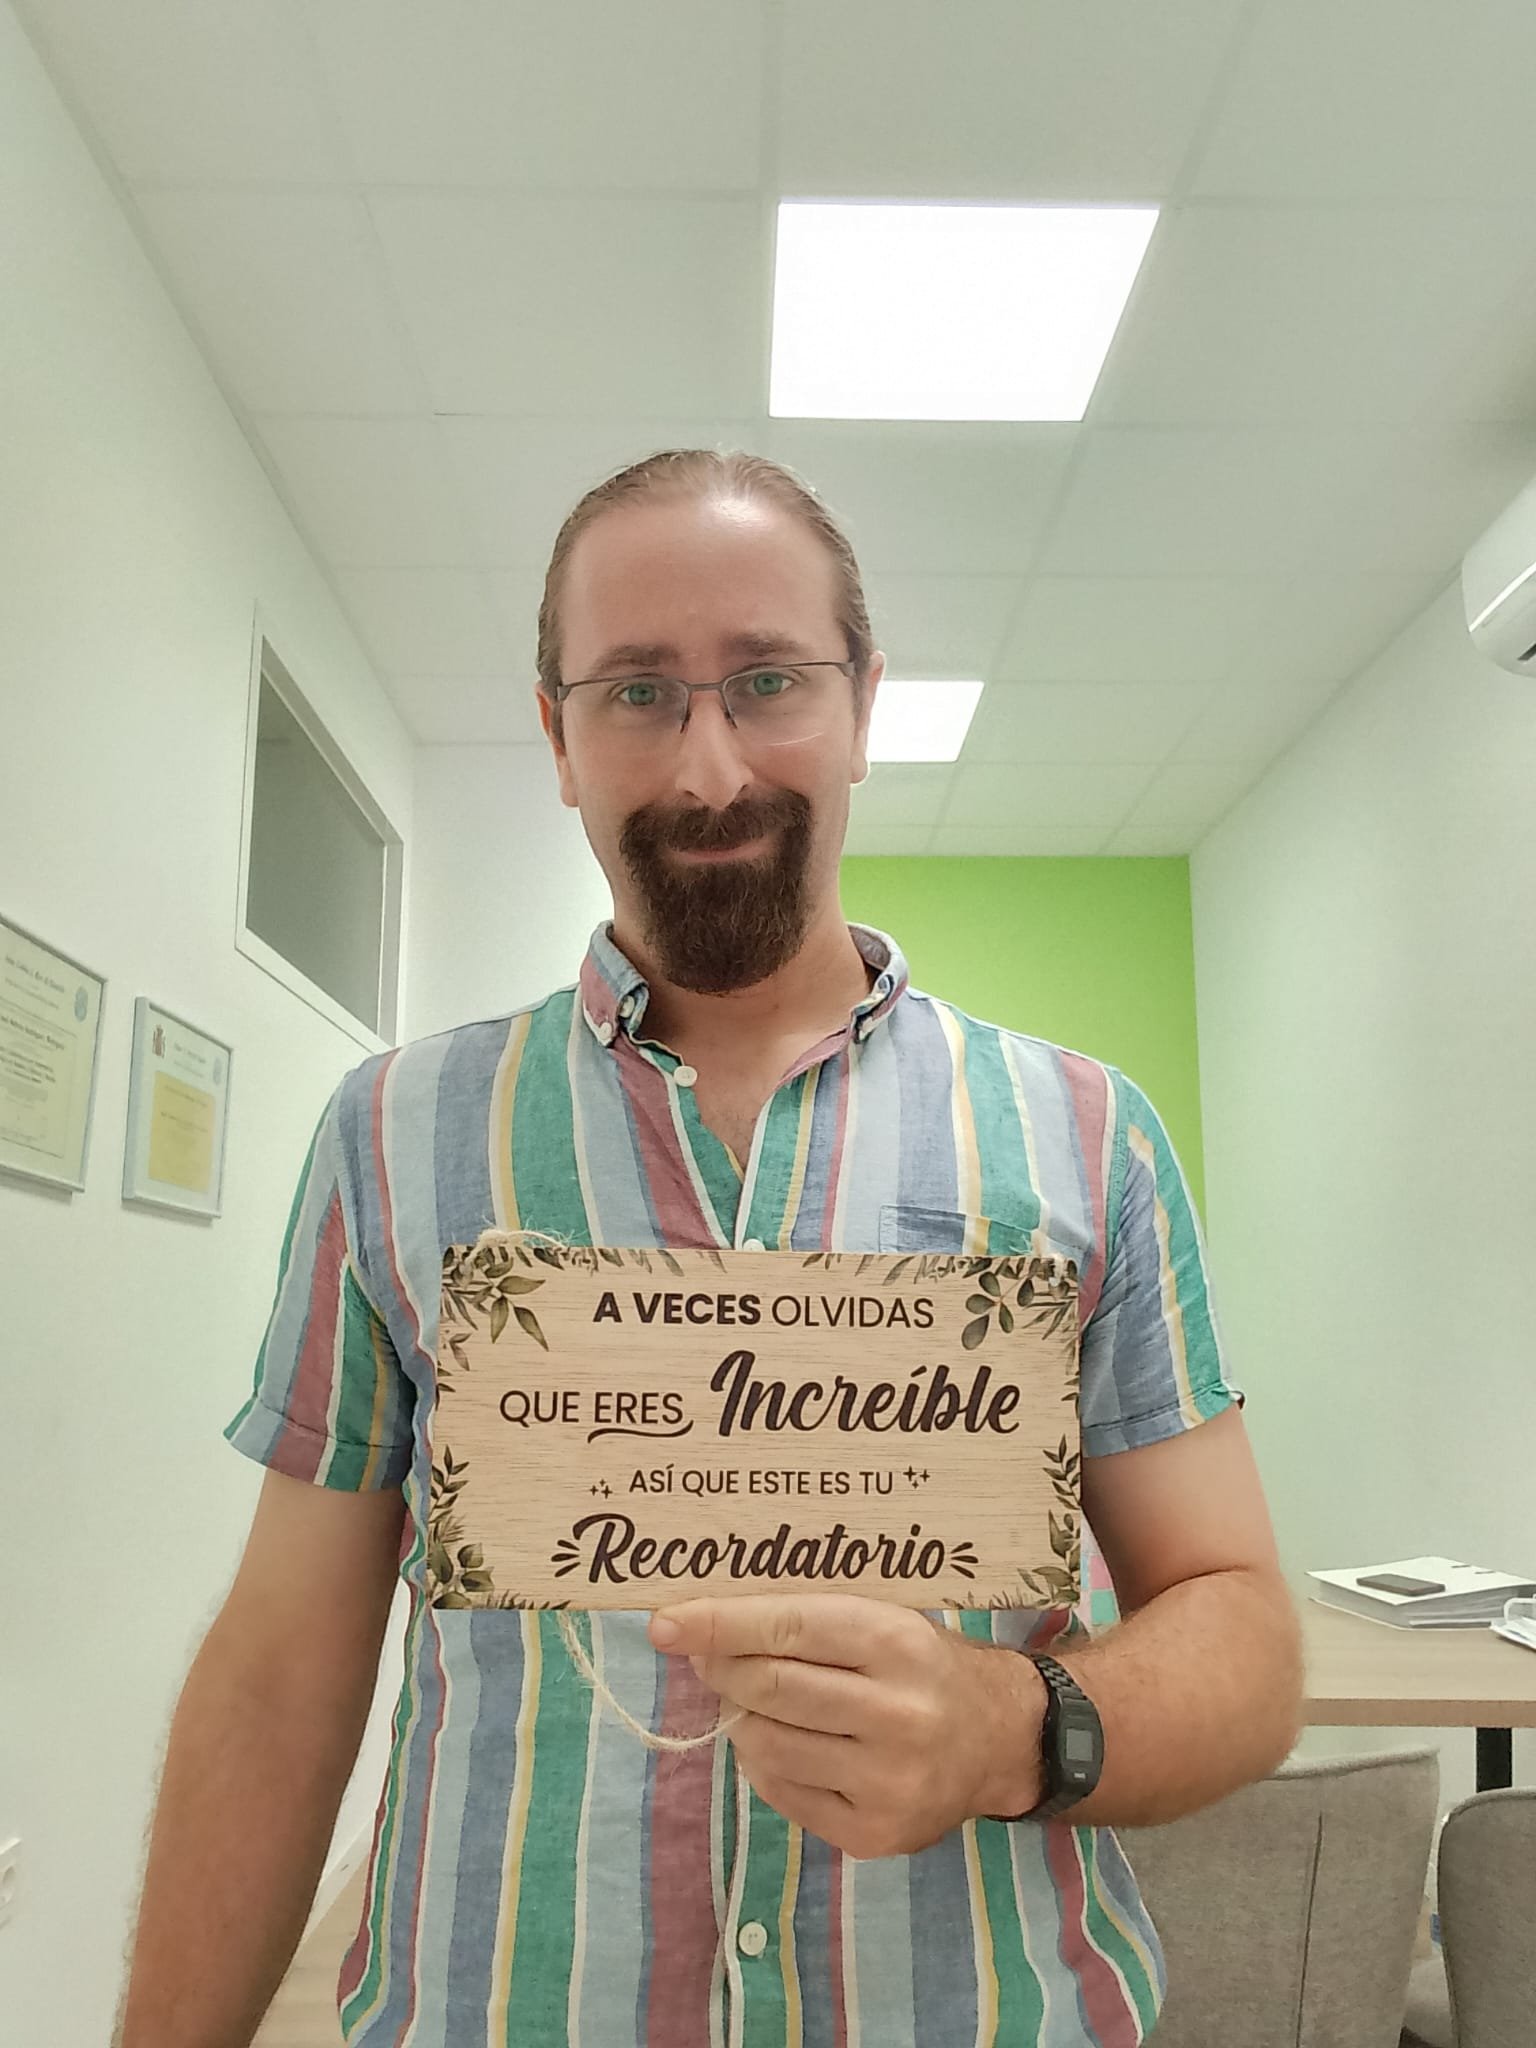 A VECES OLVIDAS
QUE ERES Increíble
ASÍ QUE ESTE ES TU
Recordatorio